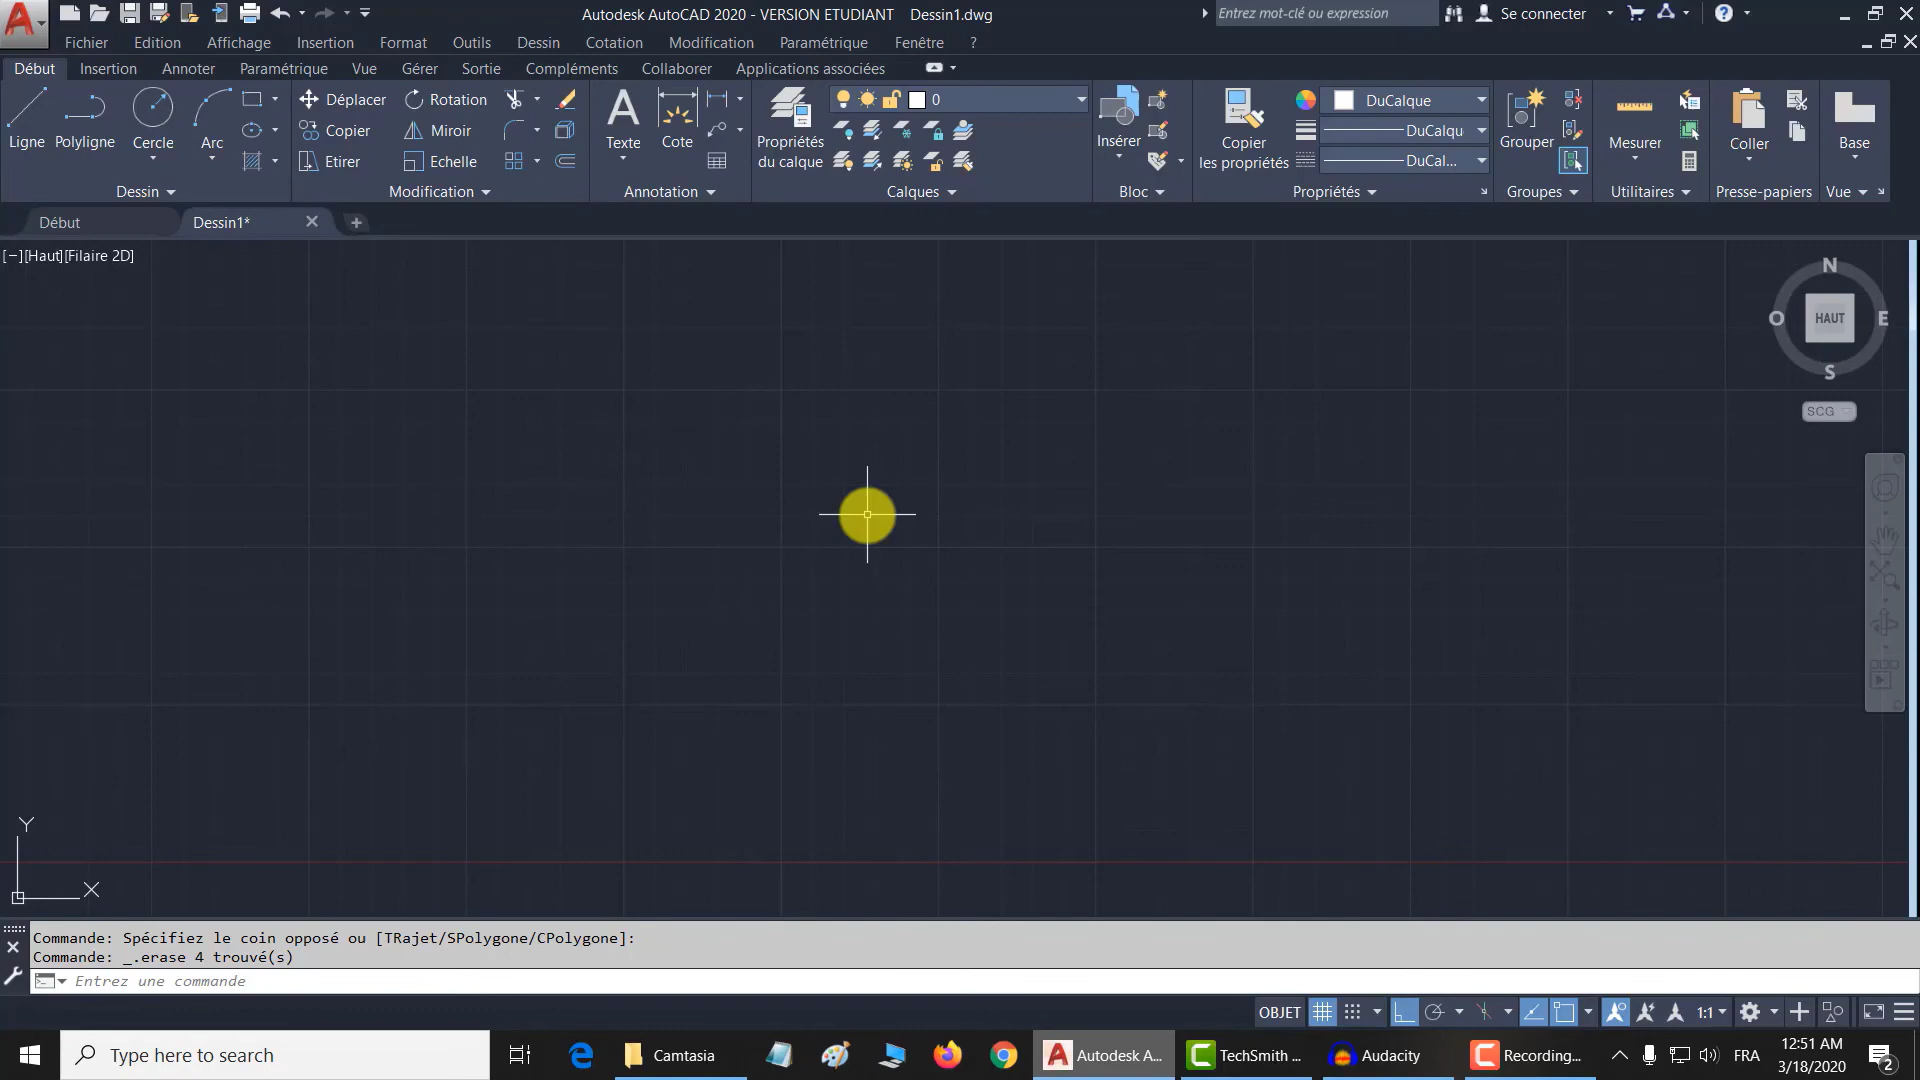 Autodesk AutoCAD 2020 - VERSION ETUDIANT Dessin1.dwg
Entrez mot-clé ou expression
Se connecter
Fichier Edition Affichage Insertion Format Outils Dessin Cotation Modification Paramétrique Fenêtre ?
Début Insertion Annoter Paramétrique Vue Gérer Sortie Compléments Collaborer Applications associées
Ligne Polyligne Cercle Arc
Déplacer Rotation
Copier Miroir
Etirer Echelle
Texte Cote
Propriétés
du calque
0
Insérer
Copier
les propriétés
DuCalque
DuCalqu
DuCal...
Grouper
Mesurer
Coller
Base
Dessin Modification Annotation Calques Bloc Propriétés Groupes Utilitaires Presse-papiers Vue
Début Dessin1*
[−][Haut][Filaire 2D]
N
O HAUT E
S
SCG
Y
X
Commande: Spécifiez le coin opposé ou [TRajet/SPolygone/CPolygone]:
Commande: _.erase 4 trouvé(s)
Entrez une commande
OBJET 1:1
Type here to search
Camtasia
Autodesk A...
TechSmith ...
Audacity
Recording...
FRA
12:51 AM
3/18/2020
2